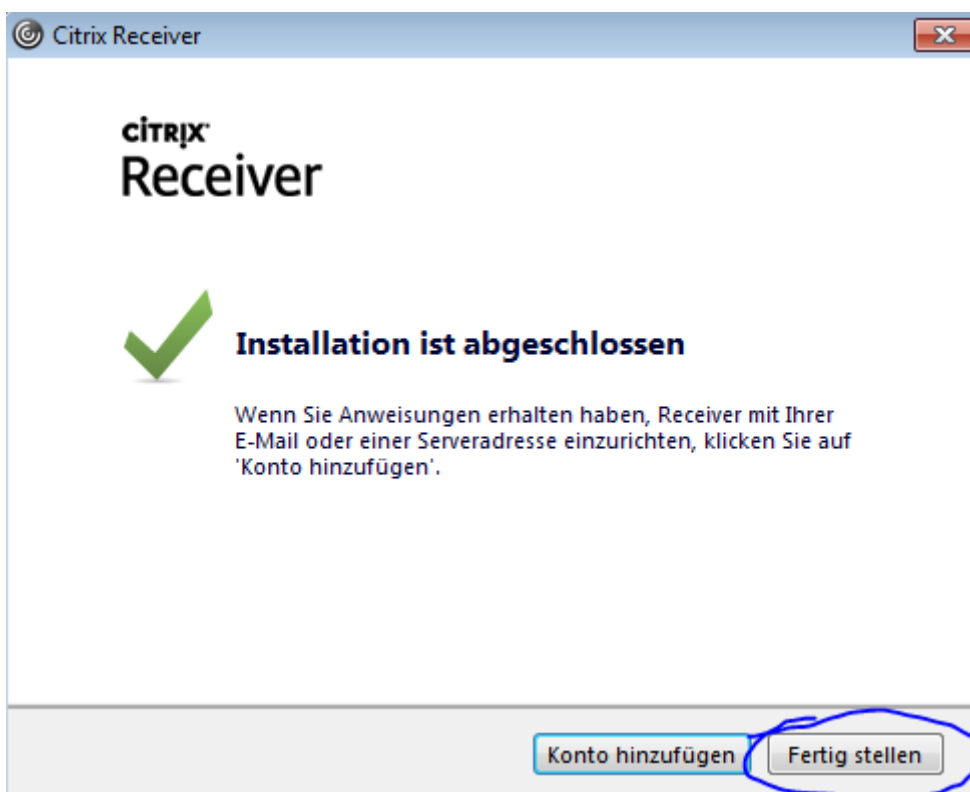 Citrix Receiver
CITRIX
Receiver
Installation ist abgeschlossen
Wenn Sie Anweisungen erhalten haben, Receiver mit Ihrer
E-Mail oder einer Serveradresse einzurichten, klicken Sie auf
'Konto hinzufügen'.
Konto hinzufügen
Fertig stellen